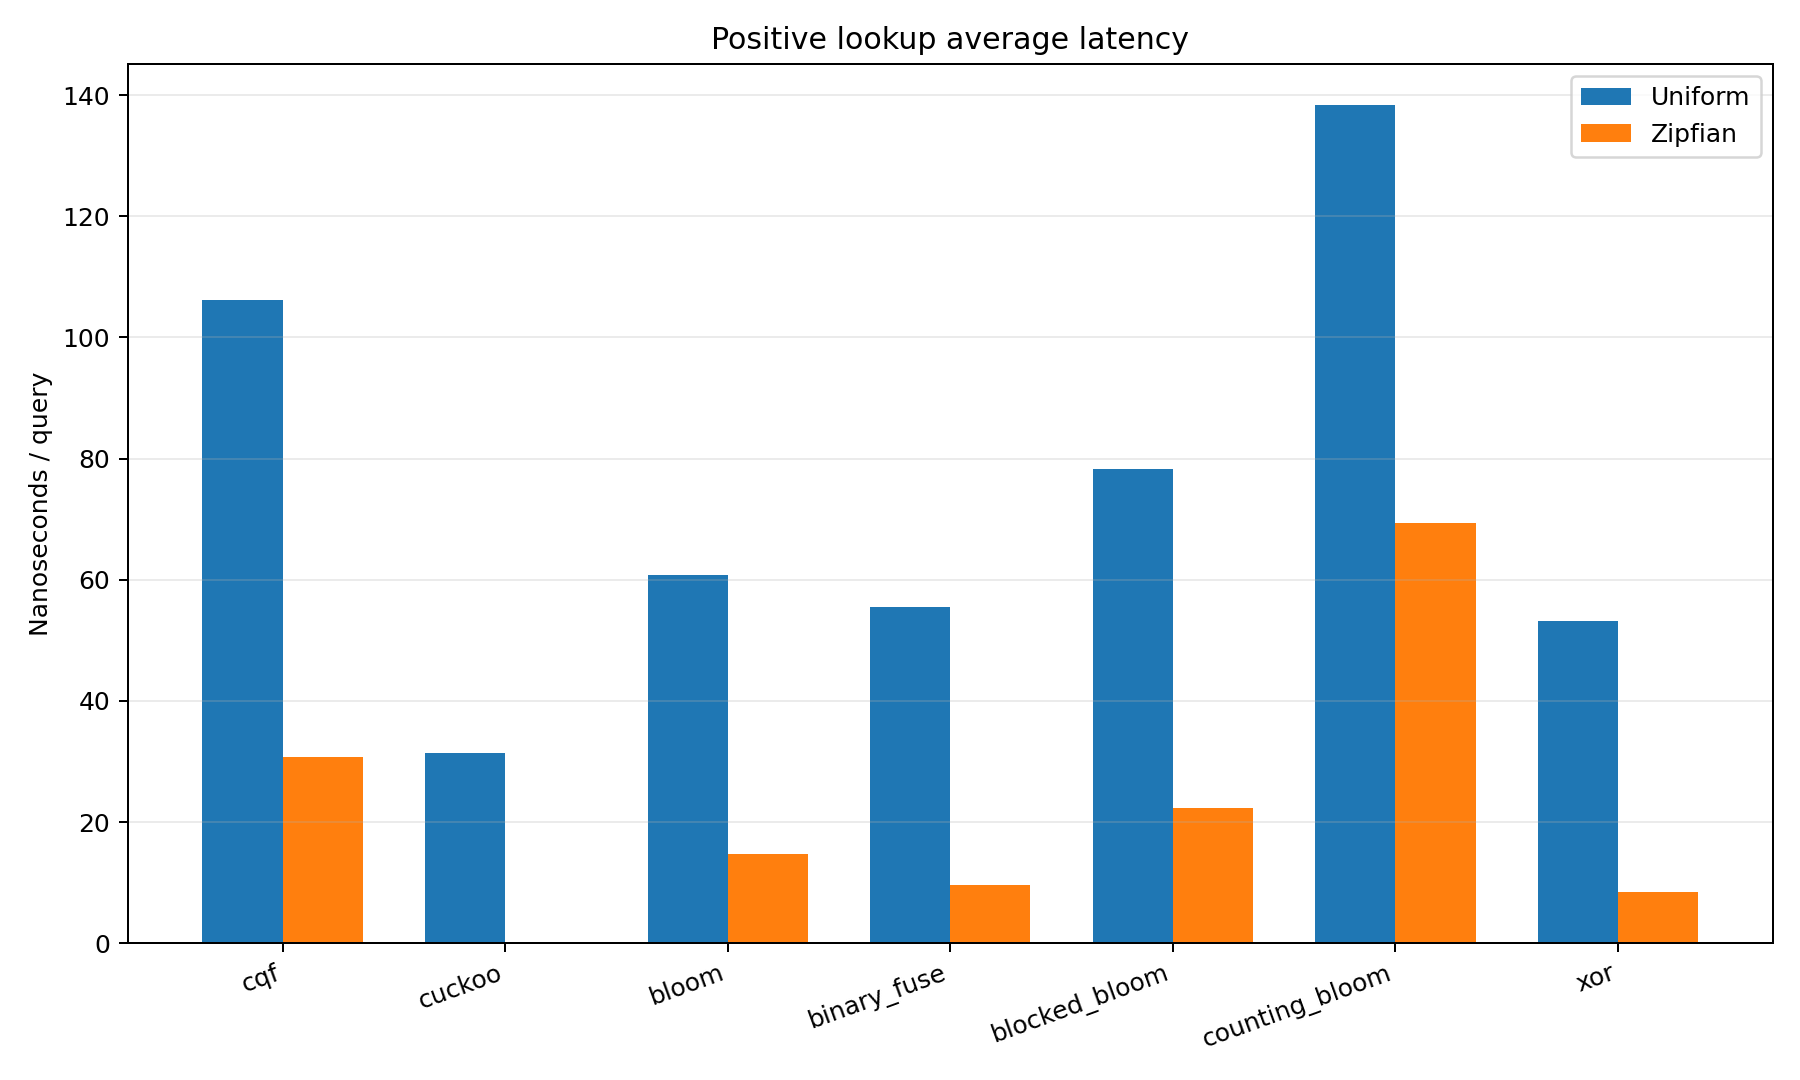 Positive lookup average latency
Uniform
Zipfian
Nanoseconds / query
140
120
100
80
60
40
20
0
cqf
cuckoo
bloom
binary_fuse
blocked_bloom
counting_bloom
xor